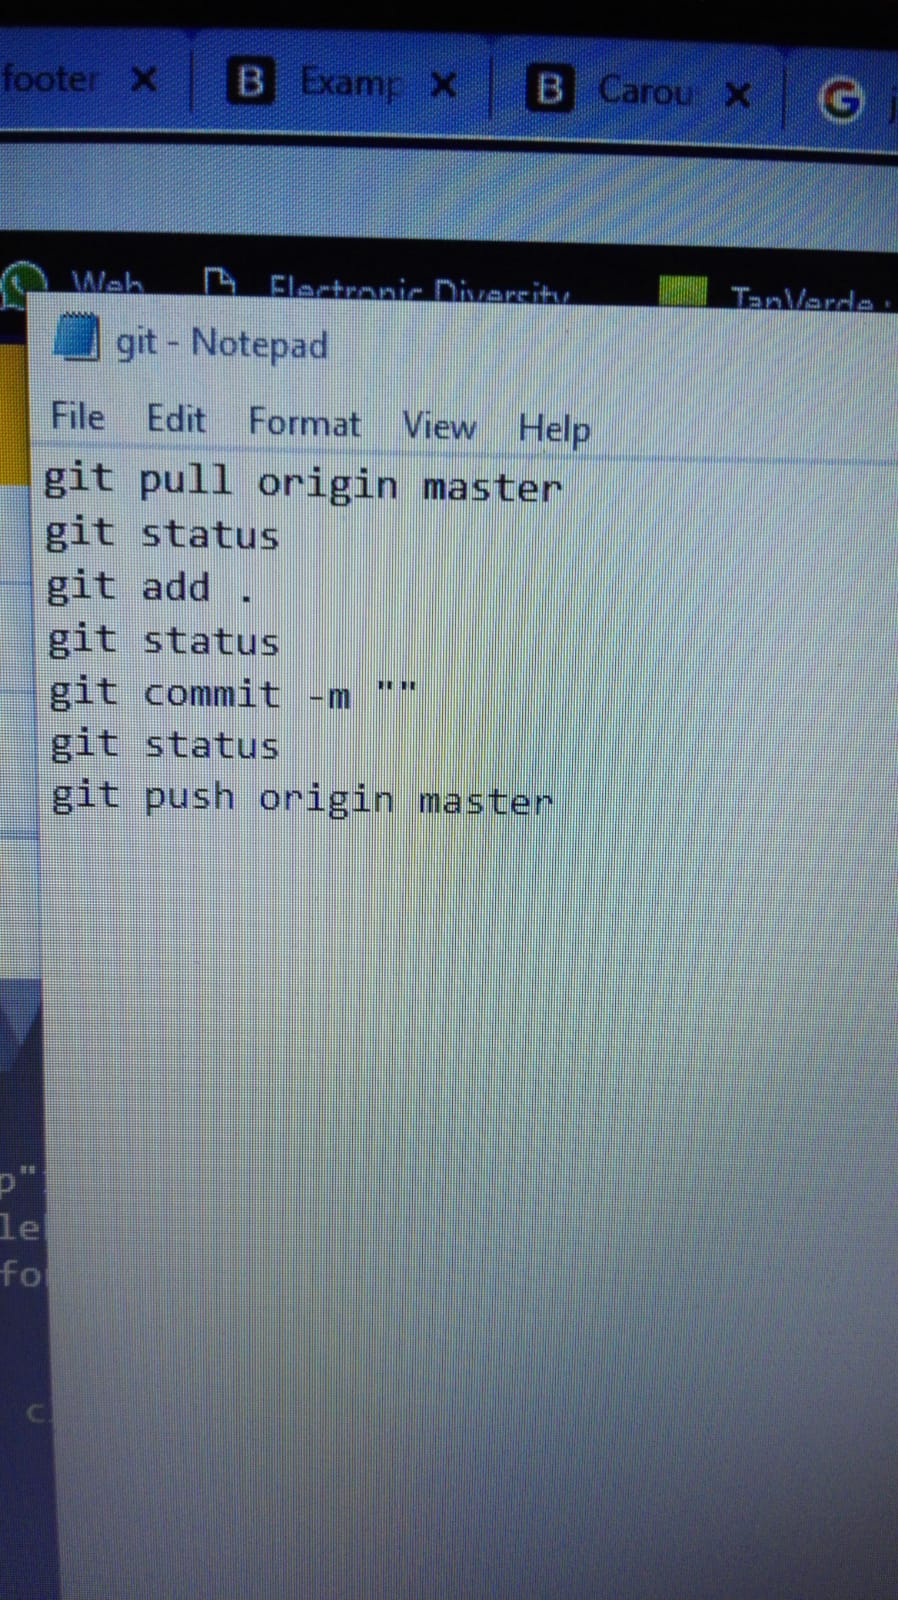 footer
Examp
Carou
Web
Electronic Diversity
TanVerde :
git - Notepad
File Edit Format View Help
git pull origin master
git status
git add .
git status
git commit -m ""
git status
git push origin master
p"
le
fo
c